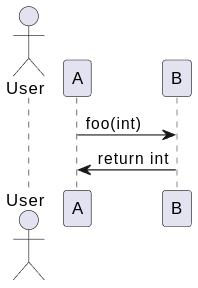 User
A
B
foo(int)
return int
User
A
B